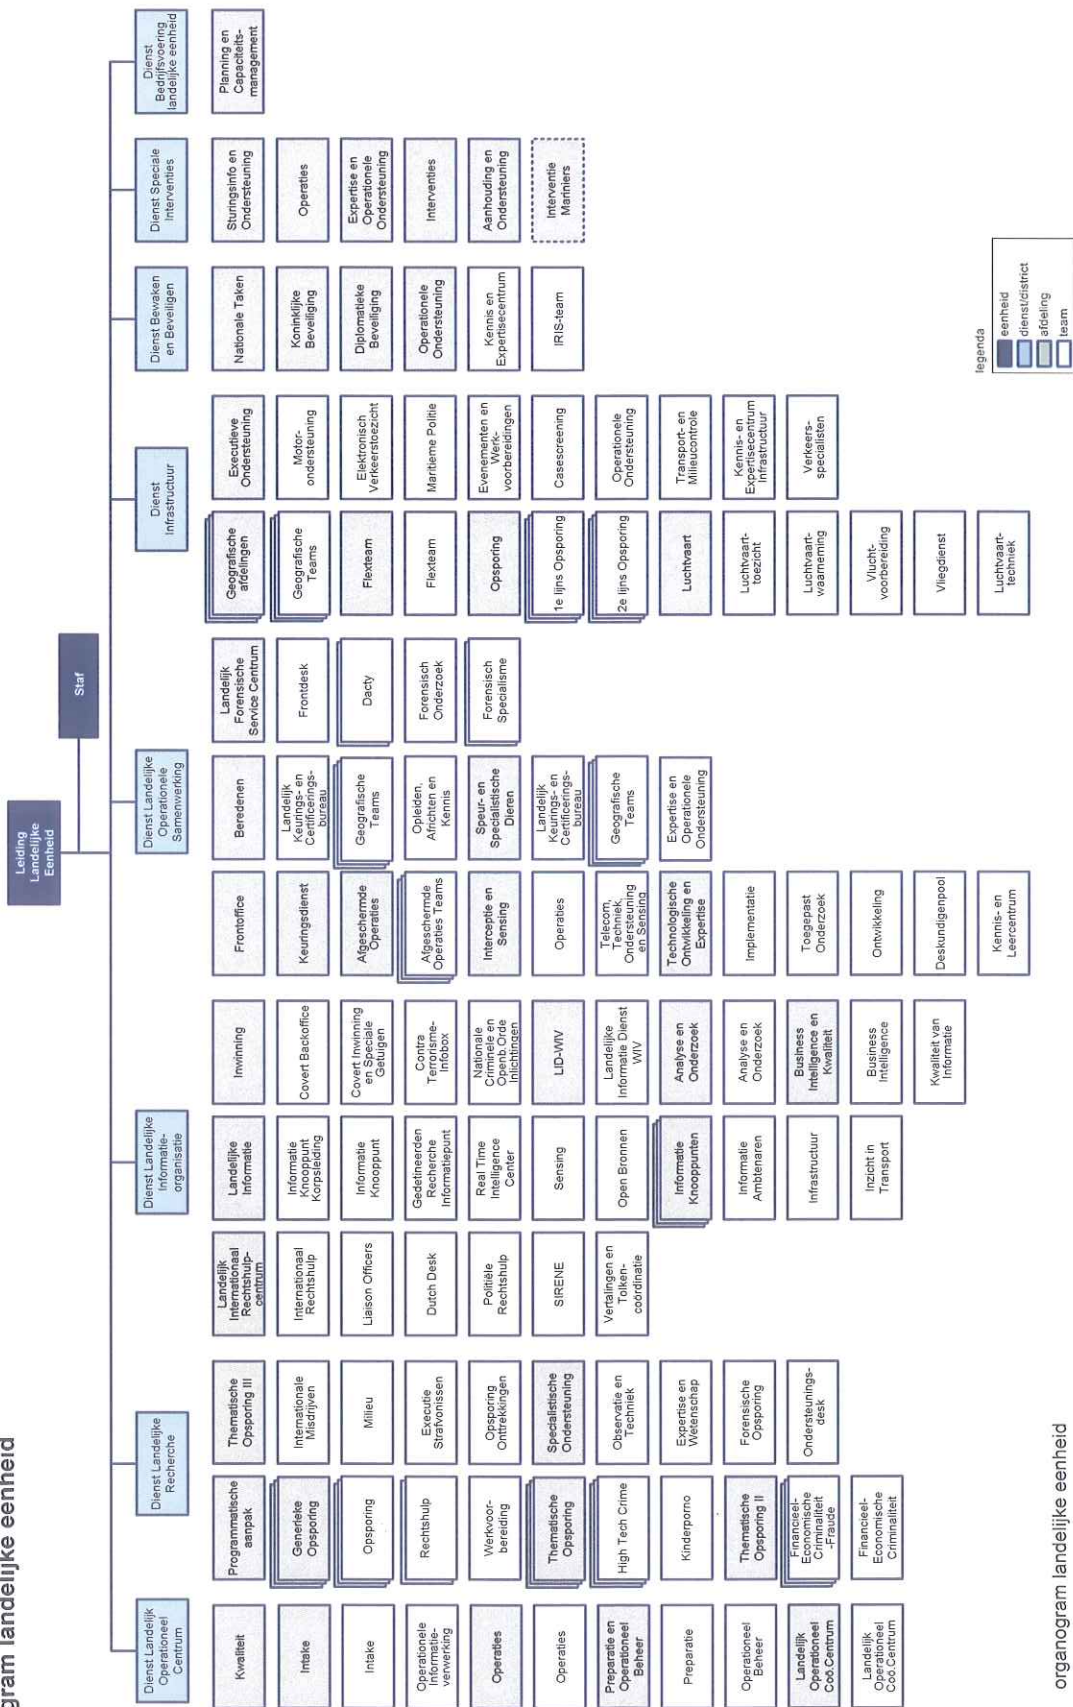 gram landelijke eenheid
Leiding
Landelijke
Eenheid
Staf
Dienst Landelijk
Operationeel
Centrum
Kwaliteit
Intake
Intake
Operationele
Informatie-
verwerking
Operaties
Operaties
Preparatie en
Operationeel
Beheer
Preparatie
Operationeel
Beheer
Landelijk
Operationeel
Coö.Centrum
Landelijk
Operationeel
Coö.Centrum
Dienst Landelijke
Recherche
Programmatische
aanpak
Generieke
Opsporing
Opsporing
Rechtshulp
Werkvoor-
bereiding
Thematische
Opsporing
High Tech Crime
Kinderporno
Thematische
Opsporing II
Financieel-
Economische
Criminaliteit
-Fraude
Financieel-
Economische
Criminaliteit
Thematische
Opsporing III
Internationale
Misdrijven
Milieu
Executie
Strafvonissen
Opsporing
Onttrekkingen
Specialistische
Ondersteuning
Observatie en
Techniek
Expertise en
Wetenschap
Forensische
Opsporing
Ondersteunings-
desk
Dienst Landelijke
Informatie-
organisatie
Landelijk
Internationaal
Rechtshulp-
centrum
Internationaal
Rechtshulp
Liaison Officers
Dutch Desk
Politiële
Rechtshulp
SIRENE
Vertalingen en
Tolken-
coördinatie
Landelijke
Informatie
Informatie
Knooppunt
Korpsleiding
Informatie
Knooppunt
Gedetineerden
Recherche
Informatiepunt
Real Time
Intelligence
Center
Sensing
Open Bronnen
Informatie
Knooppunten
Informatie
Ambtenaren
Infrastructuur
Inzicht in
Transport
Inwinning
Covert Backoffice
Covert Inwinning
en Speciale
Getuigen
Contra
Terrorisme-
Infobox
Nationale
Criminele en
Openb.Orde
Inlichtingen
LID-WIV
Landelijke
Informatie Dienst
WIV
Analyse en
Onderzoek
Analyse en
Onderzoek
Business
Intelligence en
Kwaliteit
Business
Intelligence
Kwaliteit van
Informatie
Dienst Landelijke
Operationele
Samenwerking
Frontoffice
Keuringsdienst
Afgeschermde
Operaties
Afgeschermde
Operaties Teams
Interceptie en
Sensing
Operaties
Telecom,
Techniek,
Ondersteuning
en Sensing
Technologische
Ontwikkeling en
Expertise
Implementatie
Toegepast
Onderzoek
Ontwikkeling
Deskundigenpool
Kennis- en
Leercentrum
Beredenen
Landelijk
Keurings- en
Certificerings-
bureau
Geografische
Teams
Opleiden,
Africhten en
Kennis
Speur- en
Specialistische
Dieren
Landelijk
Keurings- en
Certificerings-
bureau
Geografische
Teams
Expertise en
Operationele
Ondersteuning
Landelijk
Forensische
Service Centrum
Frontdesk
Dacty
Forensisch
Onderzoek
Forensisch
Specialisme
Dienst
Infrastructuur
Geografische
afdelingen
Geografische
Teams
Flexteam
Flexteam
Opsporing
1e lijns Opsporing
2e lijns Opsporing
Luchtvaart
Luchtvaart-
toezicht
Luchtvaart-
waarneming
Vlucht-
voorbereiding
Vliegdienst
Luchtvaart-
techniek
Executieve
Ondersteuning
Motor-
ondersteuning
Elektronisch
Verkeerstoezicht
Maritieme Politie
Evenementen en
Werk-
voorbereidingen
Casescreening
Operationele
Ondersteuning
Transport- en
Milieucontrole
Kennis- en
Expertisecentrum
Infrastructuur
Verkeers-
specialisten
Dienst Bewaken
en Beveiligen
Nationale Taken
Koninklijke
Beveiliging
Diplomatieke
Beveiliging
Operationele
Ondersteuning
Kennis en
Expertisecentrum
IRIS-team
Dienst Speciale
Interventies
Sturingsinfo en
Ondersteuning
Operaties
Expertise en
Operationele
Ondersteuning
Interventies
Aanhouding en
Ondersteuning
Interventie
Mariniers
Dienst
Bedrijfsvoering
landelijke eenheid
Planning en
Capaciteits-
management
legenda
eenheid
dienst/district
afdeling
team
organogram landelijke eenheid